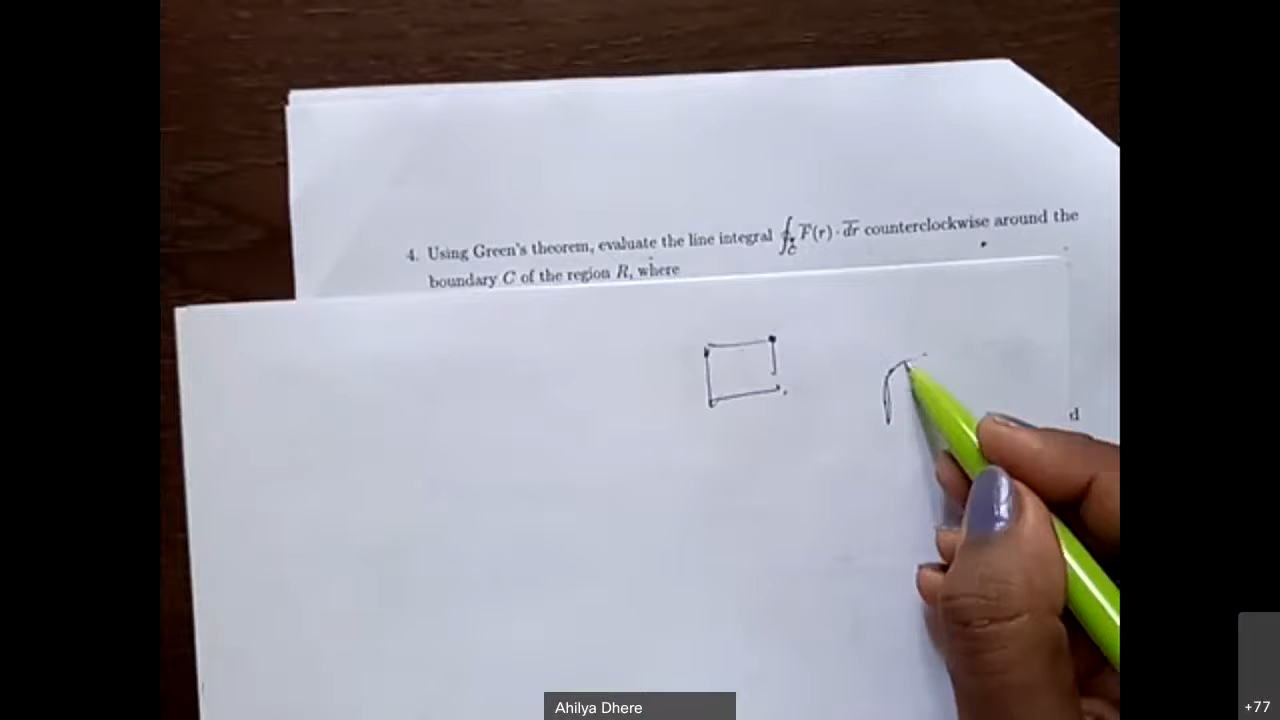 4. Using Green's theorem, evaluate the line integral ∮_C F̅(r) · d̅r̅ counterclockwise around the
boundary C of the region R, where
d
Ahilya Dhere
+77